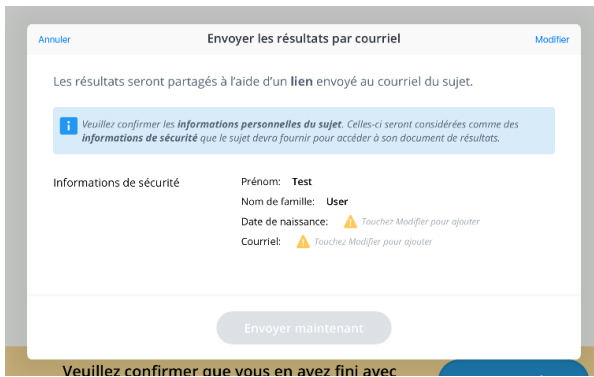 Annuler
Envoyer les résultats par courriel
Modifier
Les résultats seront partagés à l'aide d'un lien envoyé au courriel du sujet.
Veuillez confirmer les informations personnelles du sujet. Celles-ci seront considérées comme des
informations de sécurité que le sujet devra fournir pour accéder à son document de résultats.
Informations de sécurité
Prénom: Test
Nom de famille: User
Date de naissance: Touchez Modifier pour ajouter
Courriel: Touchez Modifier pour ajouter
Envoyer maintenant
Veuillez confirmer que vous en avez fini avec